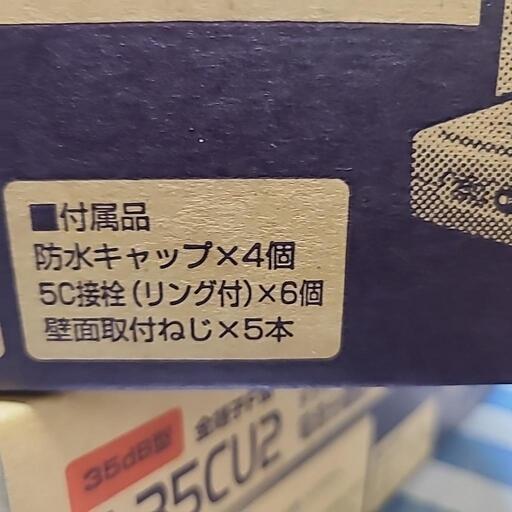 ■付属品
防水キャップ×4個
5C接栓(リング付)×6個
壁面取付ねじ×5本
35dB型
35CU2